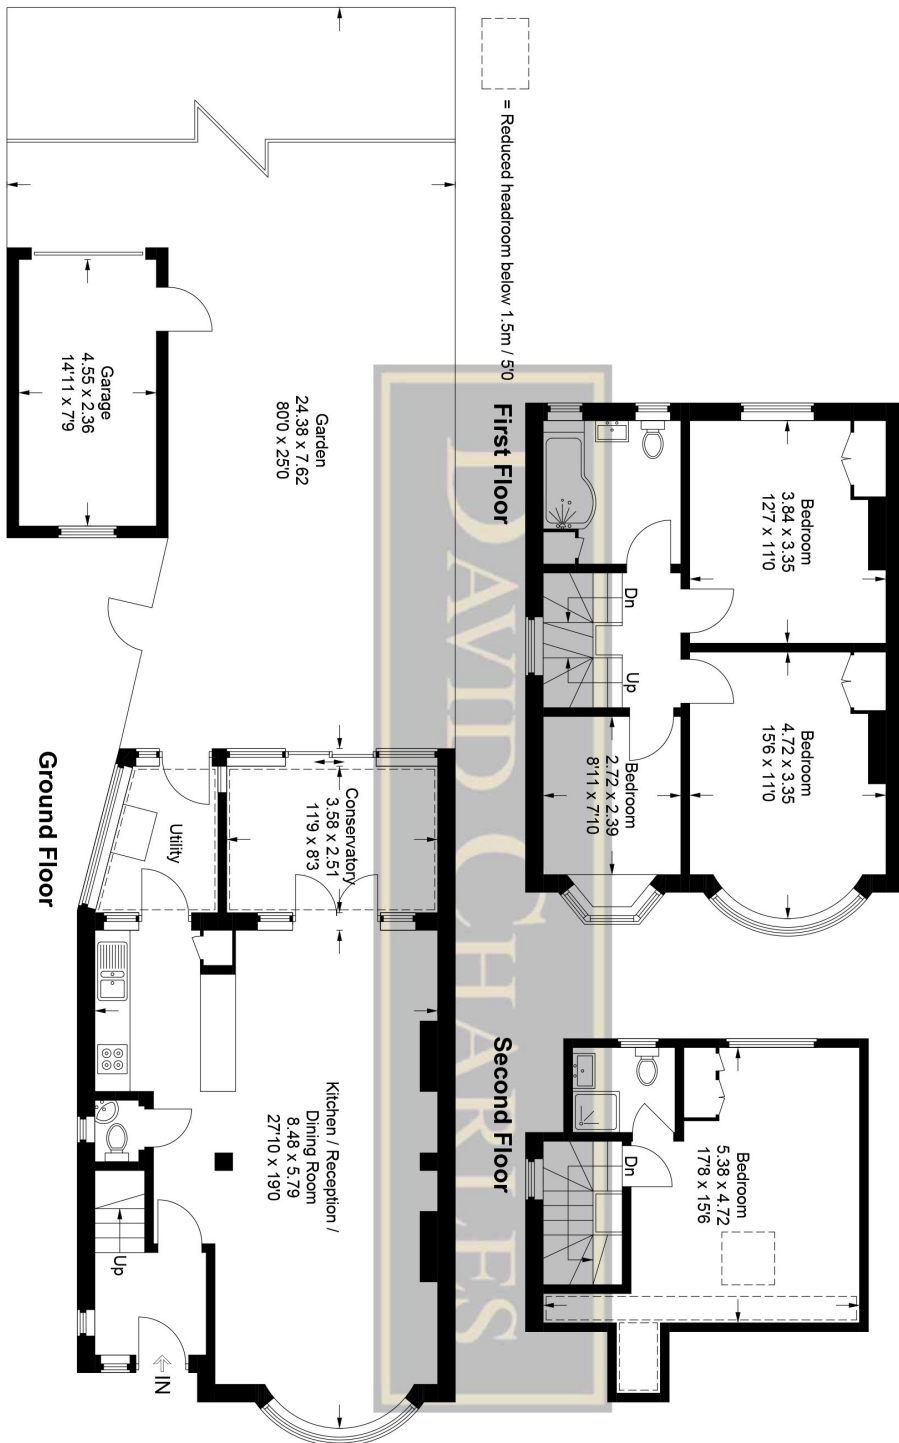 = Reduced headroom below 1.5m / 5'0
Garden
24.38 x 7.62
80'0 x 25'0
Garage
4.55 x 2.36
14'11 x 7'9
First Floor
Bedroom
3.84 x 3.35
12'7 x 11'0
Bedroom
4.72 x 3.35
15'6 x 11'0
Bedroom
2.72 x 2.39
8'11 x 7'10
Dn
Up
Second Floor
Bedroom
5.38 x 4.72
17'8 x 15'6
Dn
Ground Floor
Conservatory
3.58 x 2.51
11'9 x 8'3
Utility
Kitchen / Reception /
Dining Room
8.48 x 5.79
27'10 x 19'0
Up
IN
DAVID CHARLES